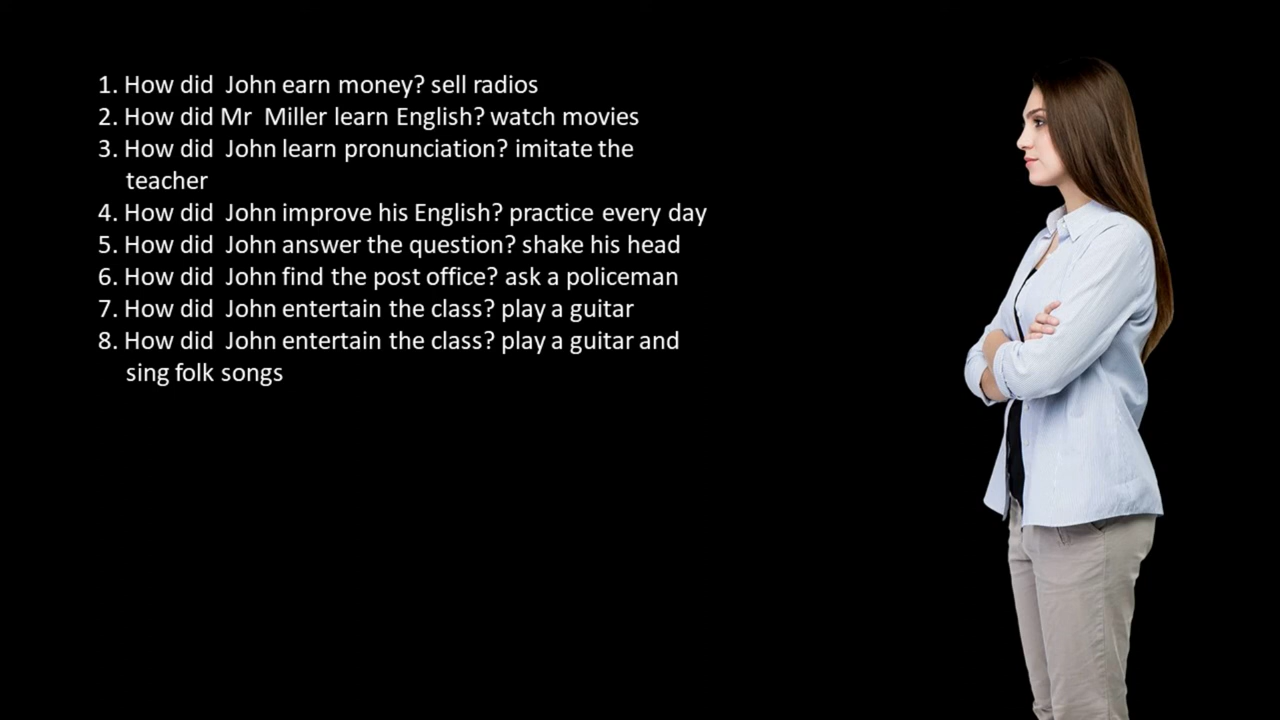 1. How did John earn money? sell radios
2. How did Mr Miller learn English? watch movies
3. How did John learn pronunciation? imitate the
teacher
4. How did John improve his English? practice every day
5. How did John answer the question? shake his head
6. How did John find the post office? ask a policeman
7. How did John entertain the class? play a guitar
8. How did John entertain the class? play a guitar and
sing folk songs